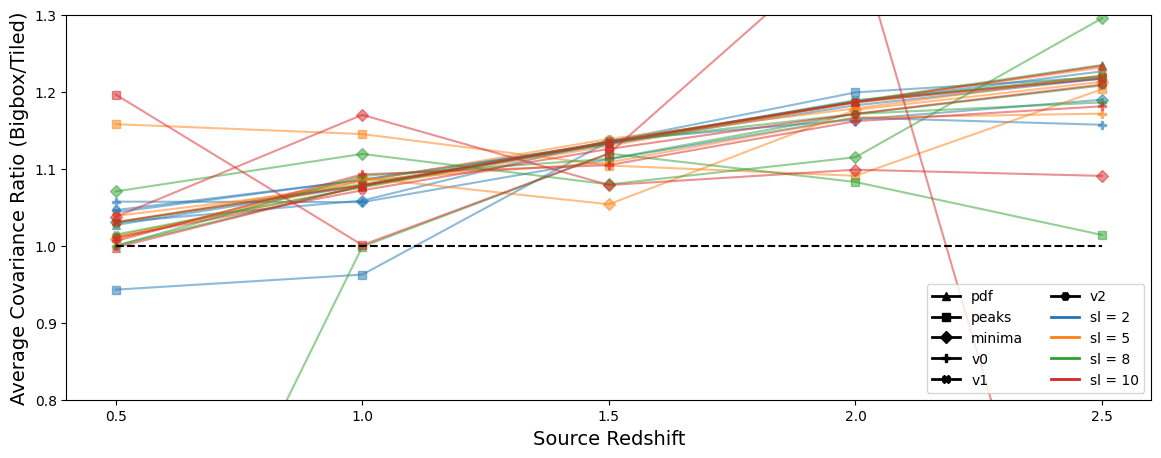 Average Covariance Ratio (Bigbox/Tiled)
1.3
1.2
1.1
1.0
0.9
0.8
0.5
1.0
1.5
2.0
2.5
Source Redshift
pdf
peaks
minima
v0
v1
v2
sl = 2
sl = 5
sl = 8
sl = 10